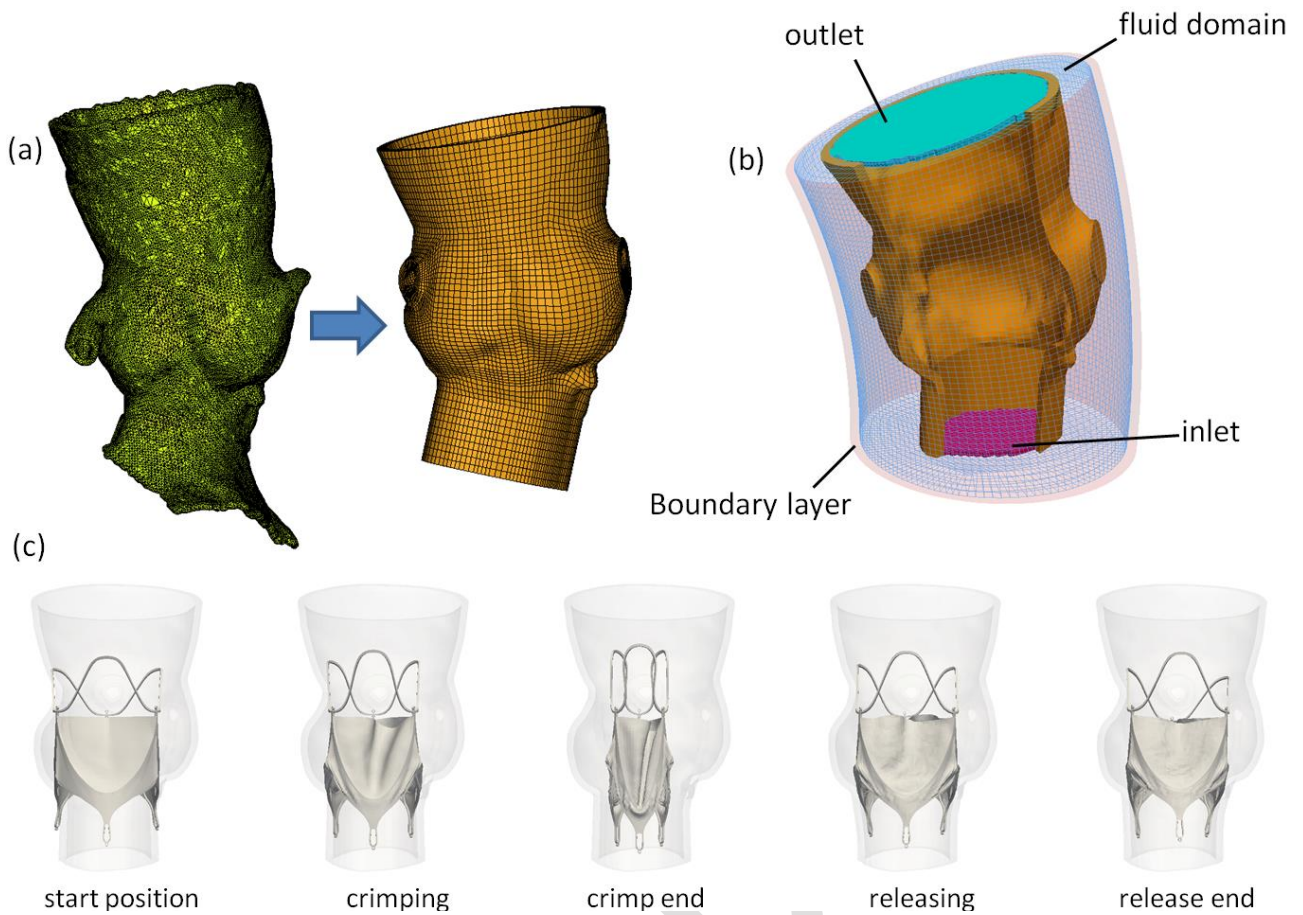 (a)
(b)
outlet
fluid domain
inlet
Boundary layer
(c)
start position
crimping
crimp end
releasing
release end